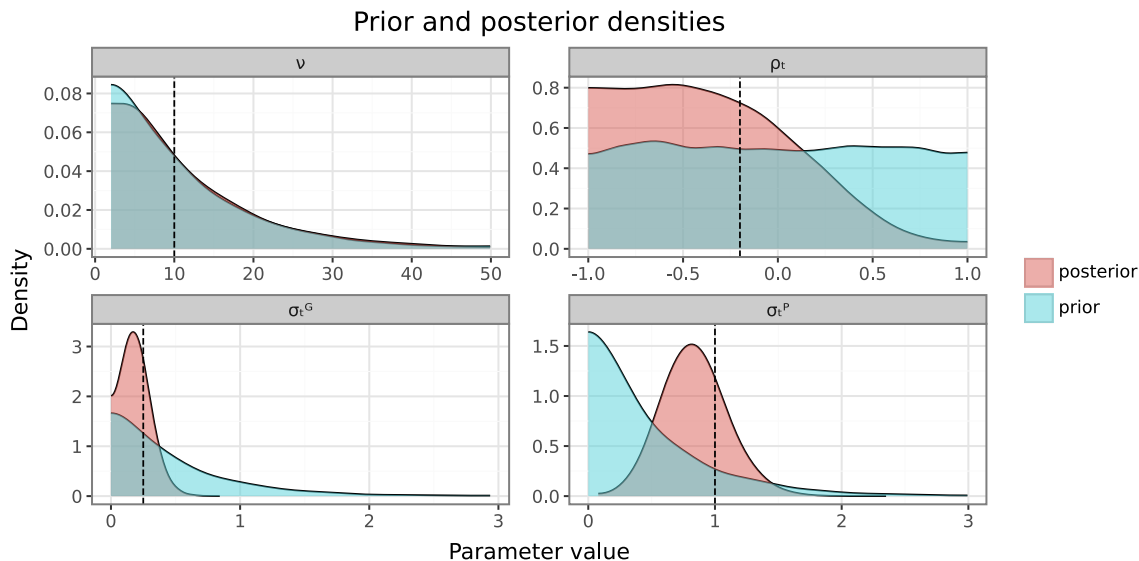 Prior and posterior densities
ν
ρₜ
0.08
0.06
0.04
0.02
0.00
0 10 20 30 40 50
0.8
0.6
0.4
0.2
0.0
-1.0 -0.5 0.0 0.5 1.0
σₜᴳ
σₜᴾ
3
2
1
0
0 1 2 3
1.5
1.0
0.5
0.0
0 1 2 3
Density
Parameter value
posterior
prior